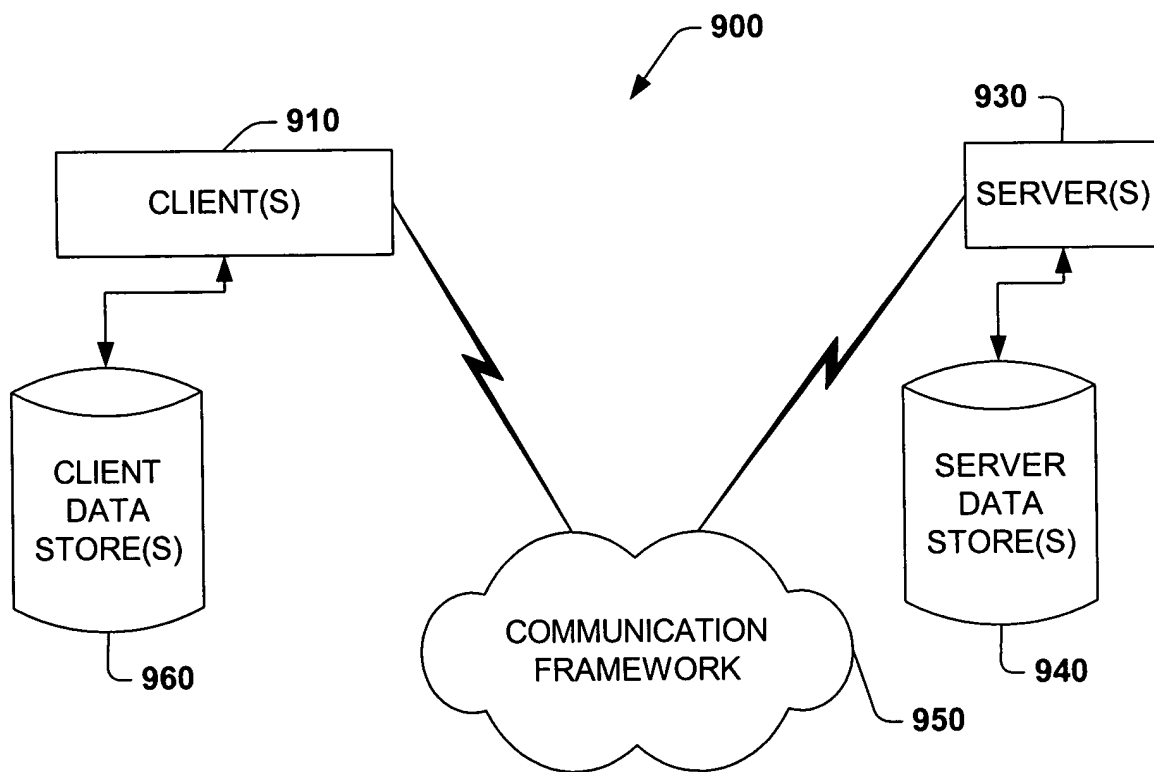 900
910
930
CLIENT(S)
SERVER(S)
CLIENT
DATA
STORE(S)
SERVER
DATA
STORE(S)
COMMUNICATION
FRAMEWORK
960
940
950